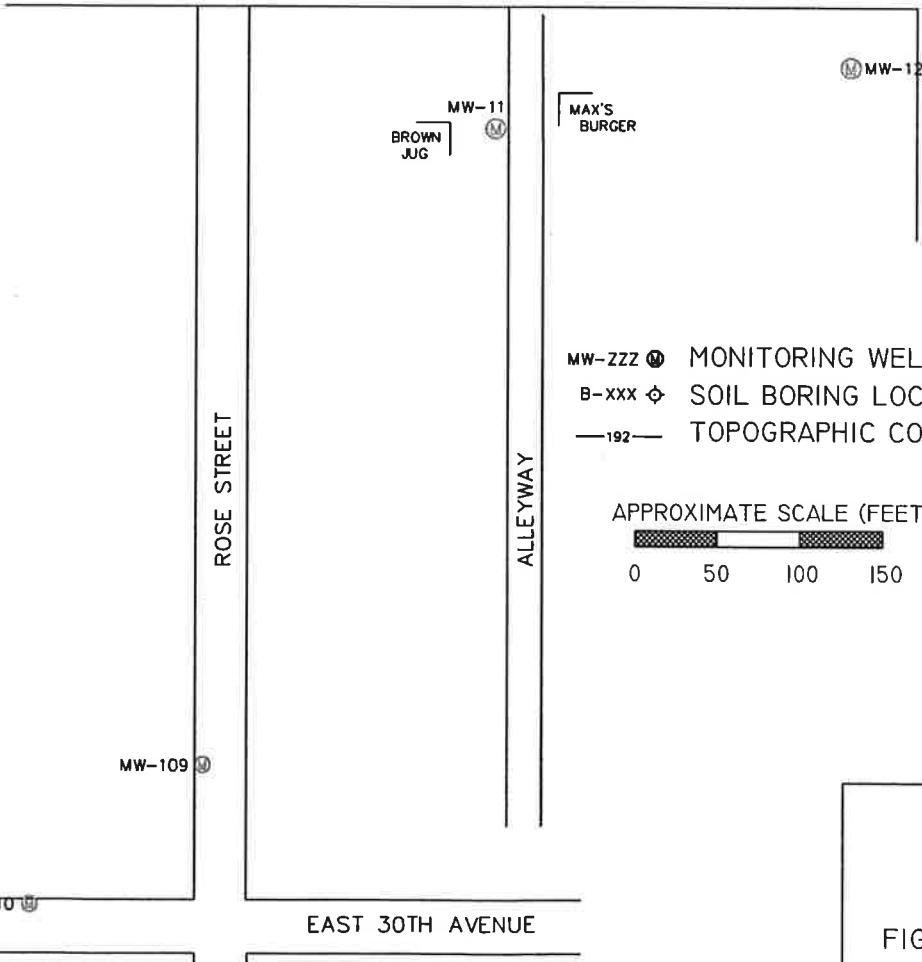 MW-12
MW-11
MAX'S
BURGER
BROWN
JUG
MW-ZZZ M MONITORING WEL
B-XXX SOIL BORING LOC
192 TOPOGRAPHIC CO
ROSE STREET
ALLEYWAY
APPROXIMATE SCALE (FEET
0 50 100 150
MW-109
10
EAST 30TH AVENUE
FIG